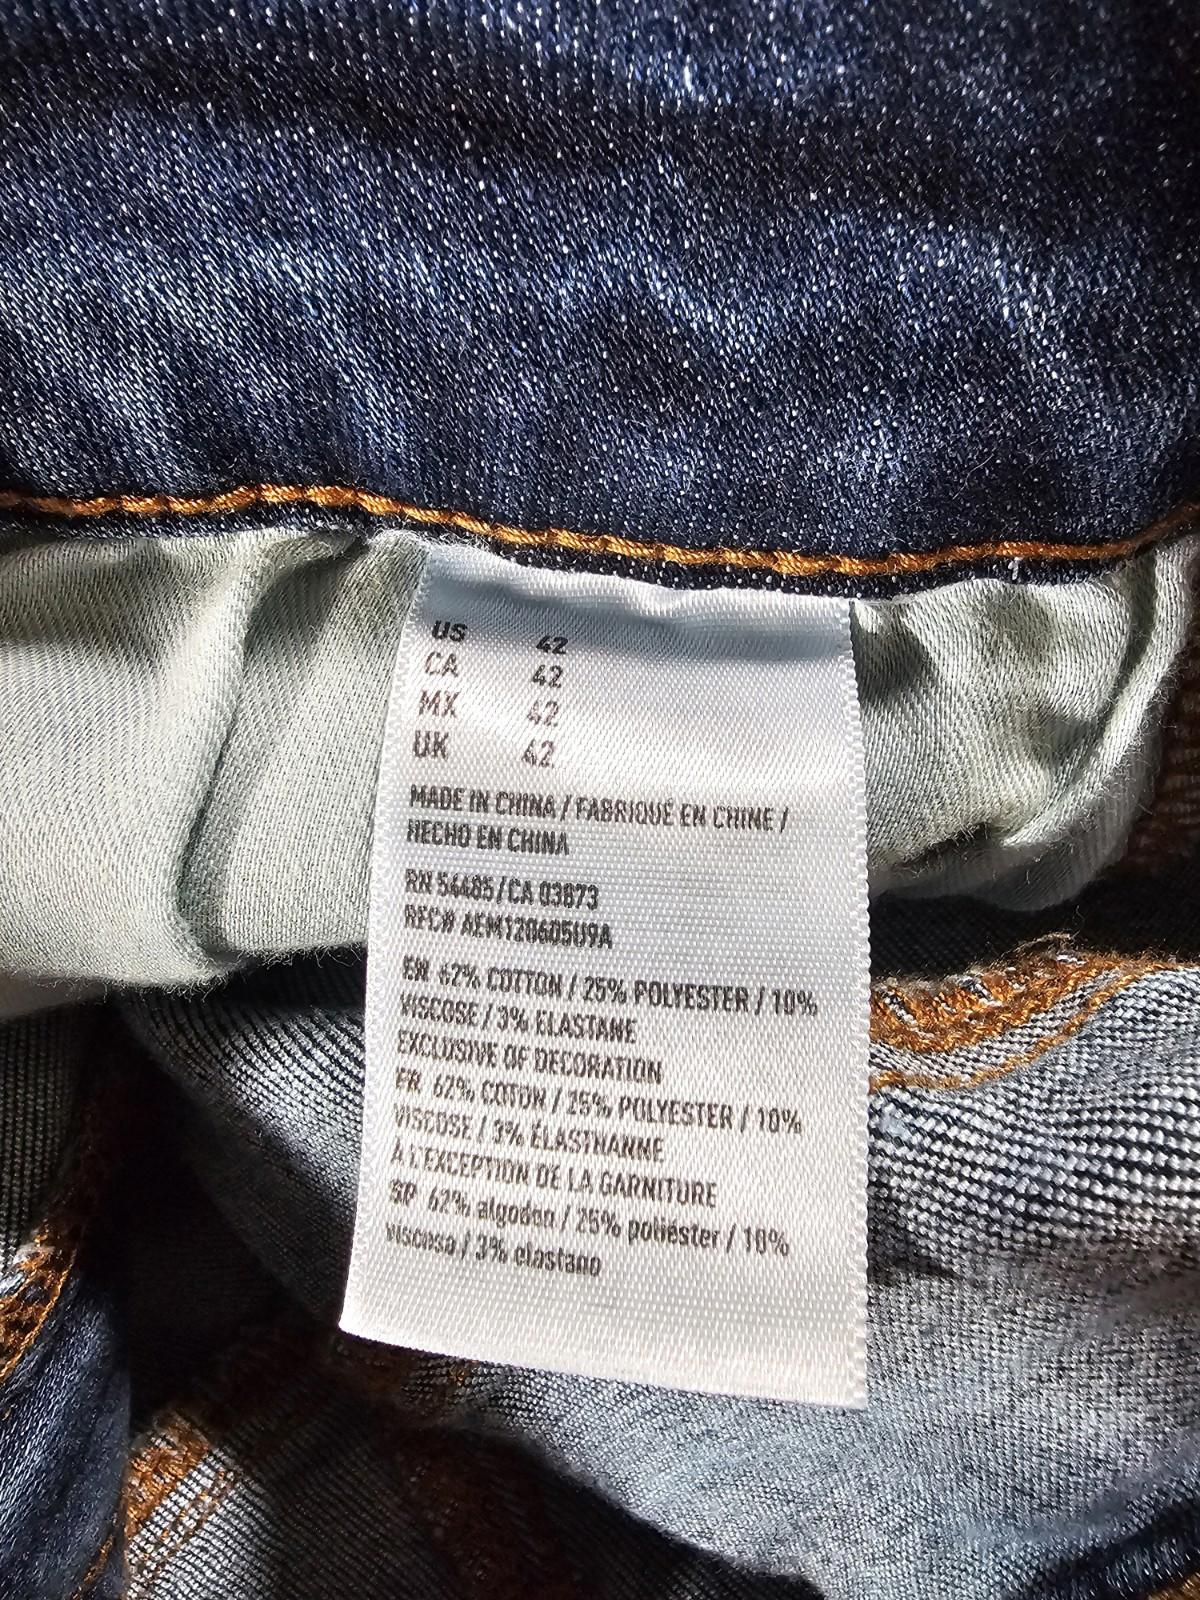 US 42
CA 42
MX 42
UK 42
MADE IN CHINA / FABRIQUÉ EN CHINE /
HECHO EN CHINA
RN 54485/CA 03873
RFC# AEM120605U9A
EN 62% COTTON / 25% POLYESTER / 10%
VISCOSE / 3% ELASTANE
EXCLUSIVE OF DECORATION
FR 62% COTON / 25% POLYESTER / 10%
VISCOSE / 3% ÉLASTHANNE
À L'EXCEPTION DE LA GARNITURE
SP 62% algodon / 25% poliéster / 10%
viscosa / 3% elastano